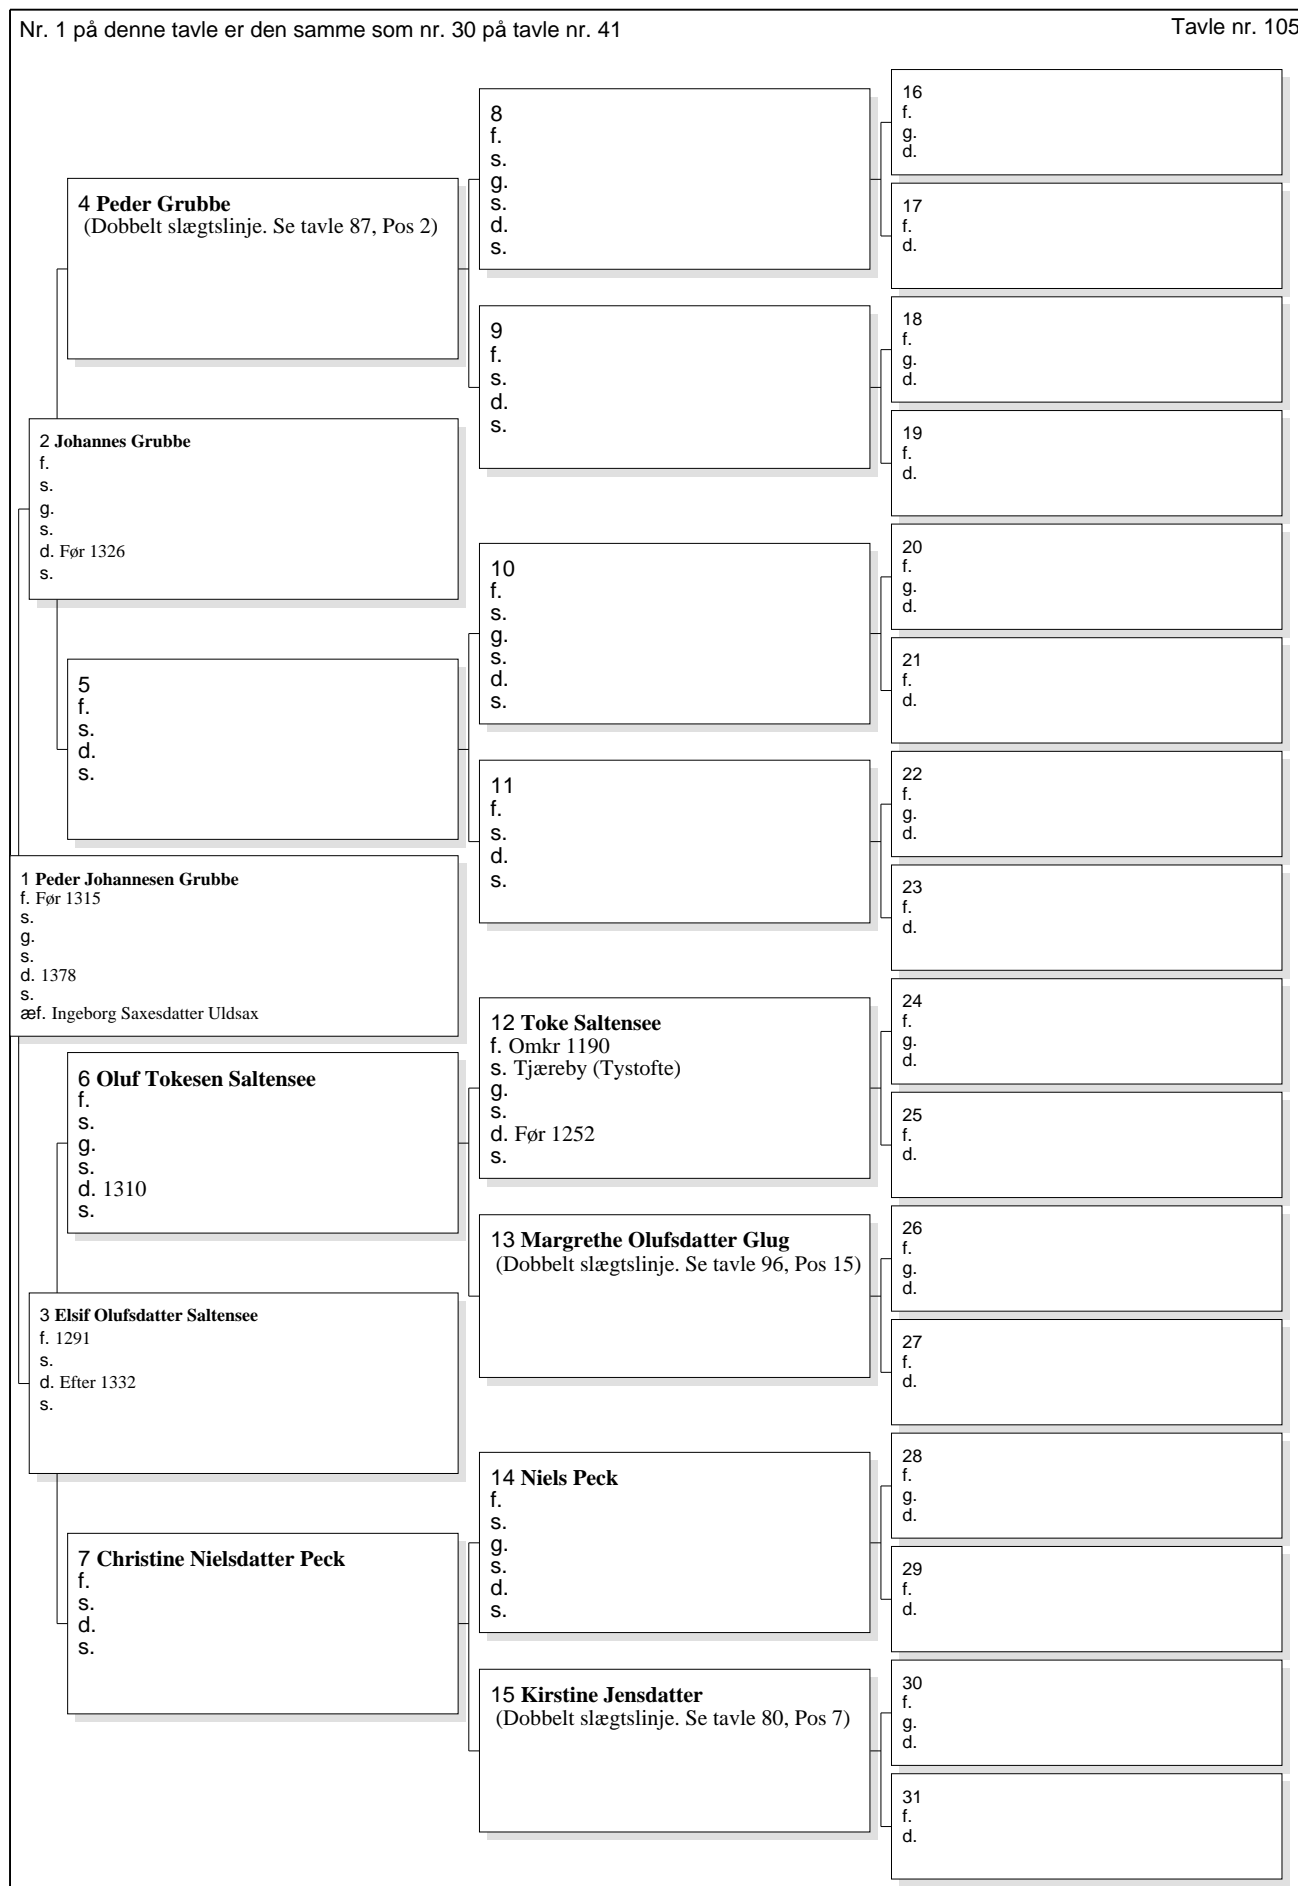 Nr. 1 på denne tavle er den samme som nr. 30 på tavle nr. 41
Tavle nr. 105
1 Peder Johannesen Grubbe
f. Før 1315
s.
g.
s.
d. 1378
s.
æf. Ingeborg Saxesdatter Uldsax
2 Johannes Grubbe
f.
s.
g.
s.
d. Før 1326
s.
3 Elsif Olufsdatter Saltensee
f. 1291
s.
d. Efter 1332
s.
4 Peder Grubbe
(Dobbelt slægtslinje. Se tavle 87, Pos 2)
5
f.
s.
d.
s.
6 Oluf Tokesen Saltensee
f.
s.
g.
s.
d. 1310
s.
7 Christine Nielsdatter Peck
f.
s.
d.
s.
8
f.
s.
g.
s.
d.
s.
9
f.
s.
d.
s.
10
f.
s.
g.
s.
d.
s.
11
f.
s.
d.
s.
12 Toke Saltensee
f. Omkr 1190
s. Tjæreby (Tystofte)
g.
s.
d. Før 1252
s.
13 Margrethe Olufsdatter Glug
(Dobbelt slægtslinje. Se tavle 96, Pos 15)
14 Niels Peck
f.
s.
g.
s.
d.
s.
15 Kirstine Jensdatter
(Dobbelt slægtslinje. Se tavle 80, Pos 7)
16
f.
g.
d.
17
f.
d.
18
f.
g.
d.
19
f.
d.
20
f.
g.
d.
21
f.
d.
22
f.
g.
d.
23
f.
d.
24
f.
g.
d.
25
f.
d.
26
f.
g.
d.
27
f.
d.
28
f.
g.
d.
29
f.
d.
30
f.
g.
d.
31
f.
d.